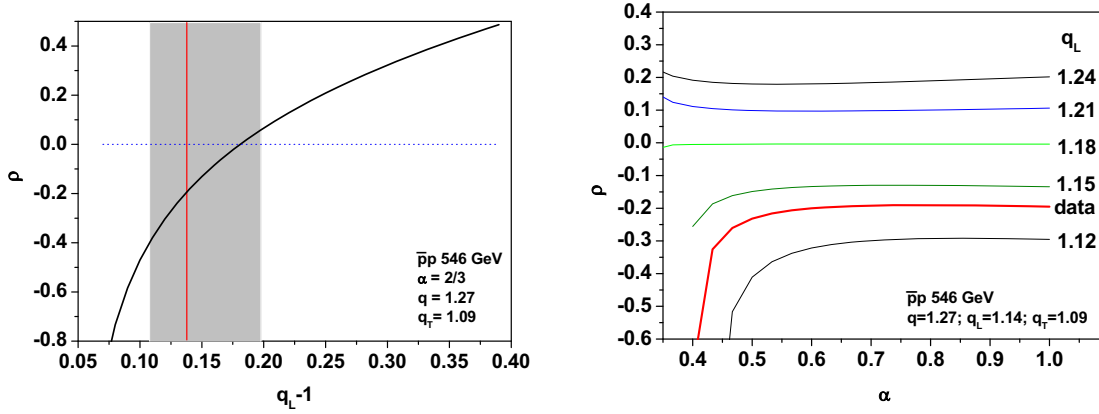 0.4
0.2
0.0
-0.2
-0.4
-0.6
-0.8
ρ
0.05 0.10 0.15 0.20 0.25 0.30 0.35 0.40
q_L-1
p̅p 546 GeV
α = 2/3
q = 1.27
q_T= 1.09
0.4
0.3
0.2
0.1
0.0
-0.1
-0.2
-0.3
-0.4
-0.5
-0.6
ρ
0.4 0.5 0.6 0.7 0.8 0.9 1.0
α
q_L
1.24
1.21
1.18
1.15
data
1.12
p̅p 546 GeV
q=1.27; q_L=1.14; q_T=1.09